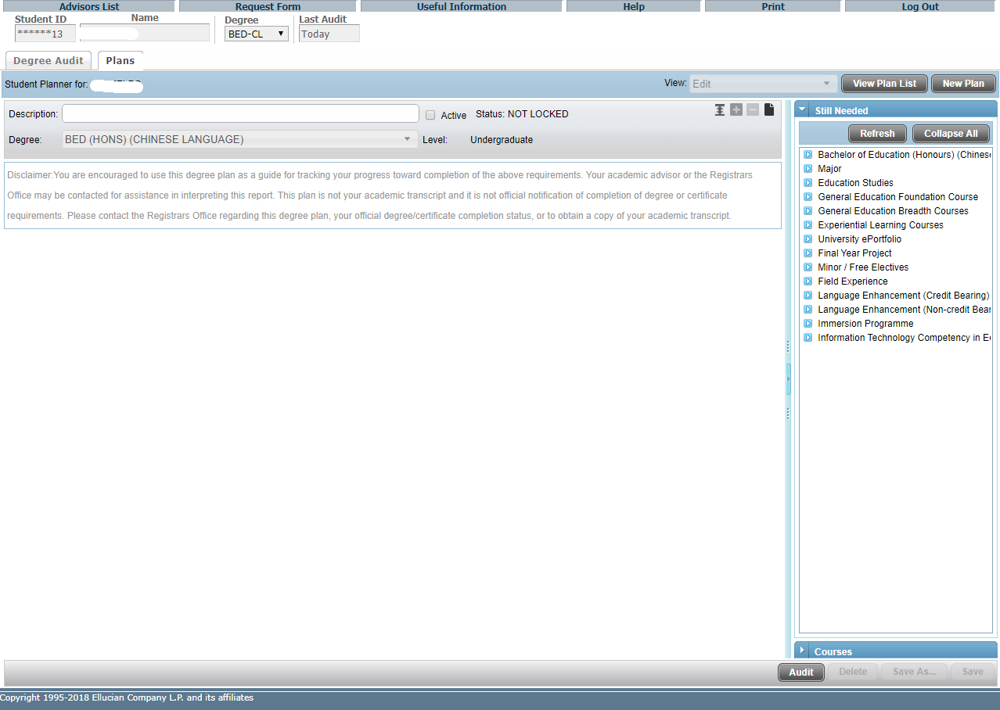 Advisors List Request Form Useful Information Help Print Log Out
Student ID Name Degree Last Audit
******13 BED-CL Today
Degree Audit Plans
Student Planner for: View: Edit View Plan List New Plan
Description: Active Status: NOT LOCKED
Degree: BED (HONS) (CHINESE LANGUAGE) Level: Undergraduate
Disclaimer:You are encouraged to use this degree plan as a guide for tracking your progress toward completion of the above requirements. Your academic advisor or the Registrars
Office may be contacted for assistance in interpreting this report. This plan is not your academic transcript and it is not official notification of completion of degree or certificate
requirements. Please contact the Registrars Office regarding this degree plan, your official degree/certificate completion status, or to obtain a copy of your academic transcript.
Still Needed
Refresh Collapse All
Bachelor of Education (Honours) (Chines
Major
Education Studies
General Education Foundation Course
General Education Breadth Courses
Experiential Learning Courses
University ePortfolio
Final Year Project
Minor / Free Electives
Field Experience
Language Enhancement (Credit Bearing)
Language Enhancement (Non-credit Bear
Immersion Programme
Information Technology Competency in E
Courses
Audit Delete Save As... Save
Copyright 1995-2018 Ellucian Company L.P. and its affiliates